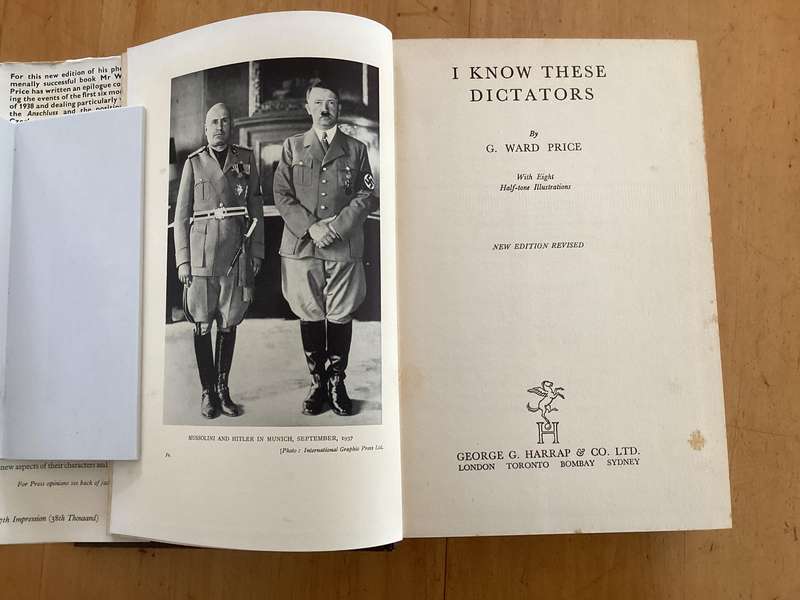 For this new edition of his phe-
menally successful book Mr W
Price has written an epilogue co
ing the events of the first six mo
of 1938 and dealing particularly
the Anschluss and the position
MUSSOLINI AND HITLER IN MUNICH, SEPTEMBER, 1937
[Photo : International Graphic Press Ltd.
Fr.
new aspects of their characters and
For Press opinions see back of jac
7th Impression (38th Thousand)
I KNOW THESE
DICTATORS
By
G. WARD PRICE
With Eight
Half-tone Illustrations
NEW EDITION REVISED
H
GEORGE G. HARRAP & CO. LTD.
LONDON TORONTO BOMBAY SYDNEY